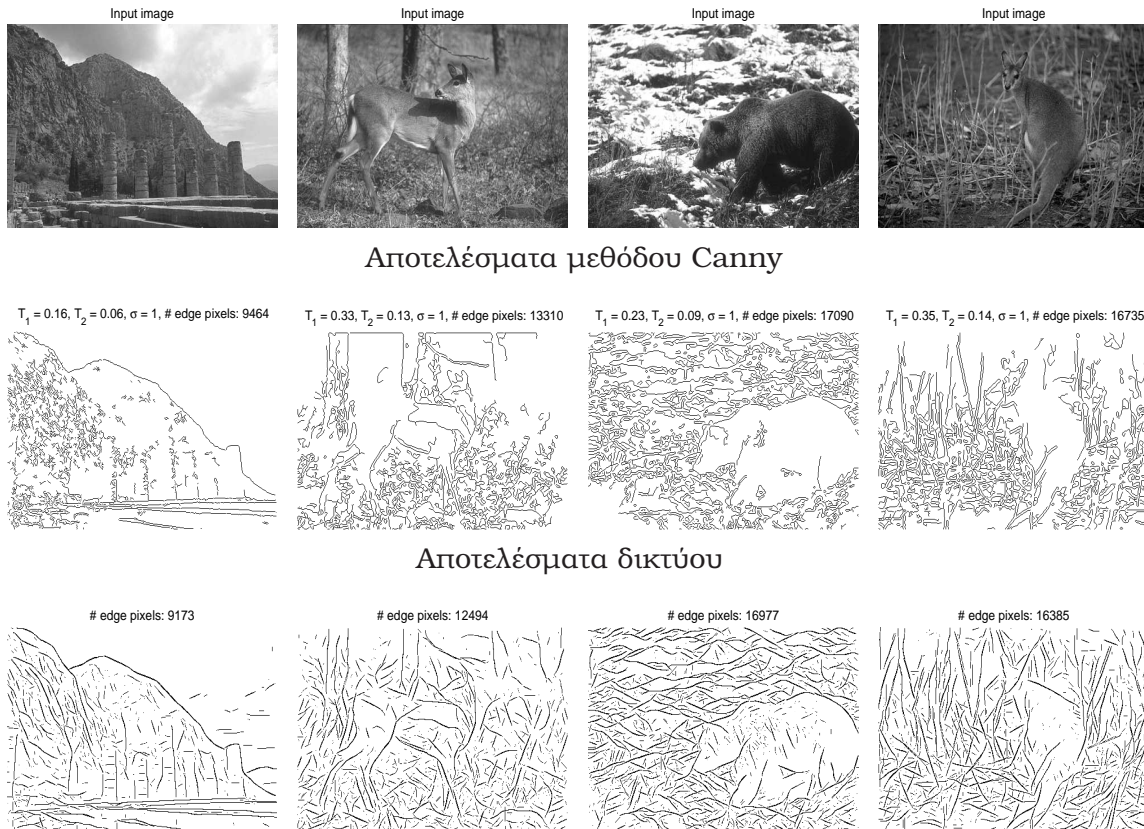 Input image
Input image
Input image
Input image
Αποτελέσματα μεθόδου Canny
T1 = 0.16, T2 = 0.06, σ = 1, # edge pixels: 9464
T1 = 0.33, T2 = 0.13, σ = 1, # edge pixels: 13310
T1 = 0.23, T2 = 0.09, σ = 1, # edge pixels: 17090
T1 = 0.35, T2 = 0.14, σ = 1, # edge pixels: 16735
Αποτελέσματα δικτύου
# edge pixels: 9173
# edge pixels: 12494
# edge pixels: 16977
# edge pixels: 16385